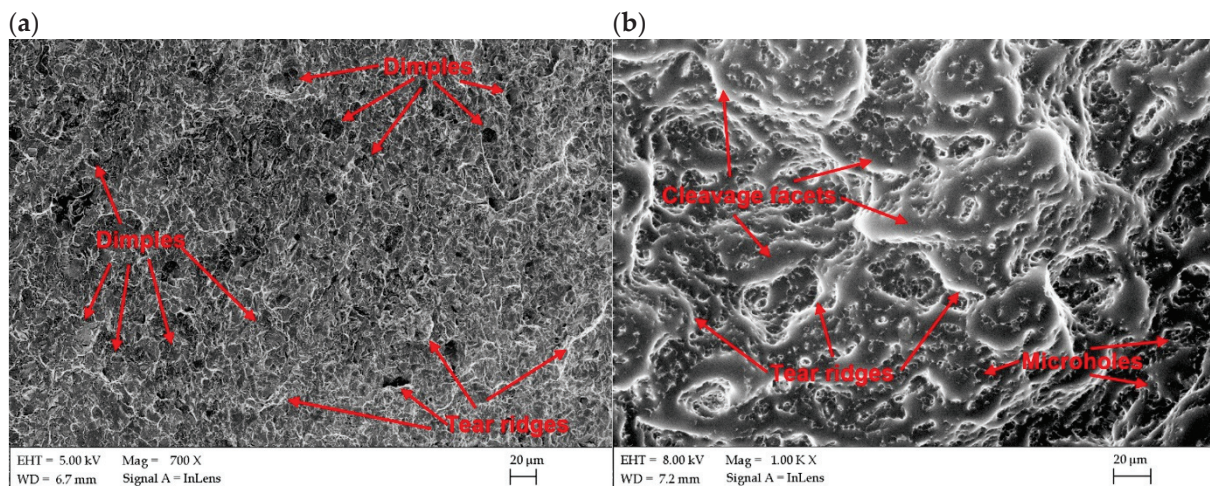 (a)
Dimples
Dimples
Tear ridges
EHT = 5.00 kV Mag = 700 X 20 µm
WD = 6.7 mm Signal A = InLens
(b)
Cleavage facets
Tear ridges
Microholes
EHT = 8.00 kV Mag = 1.00 K X 20 µm
WD = 7.2 mm Signal A = InLens